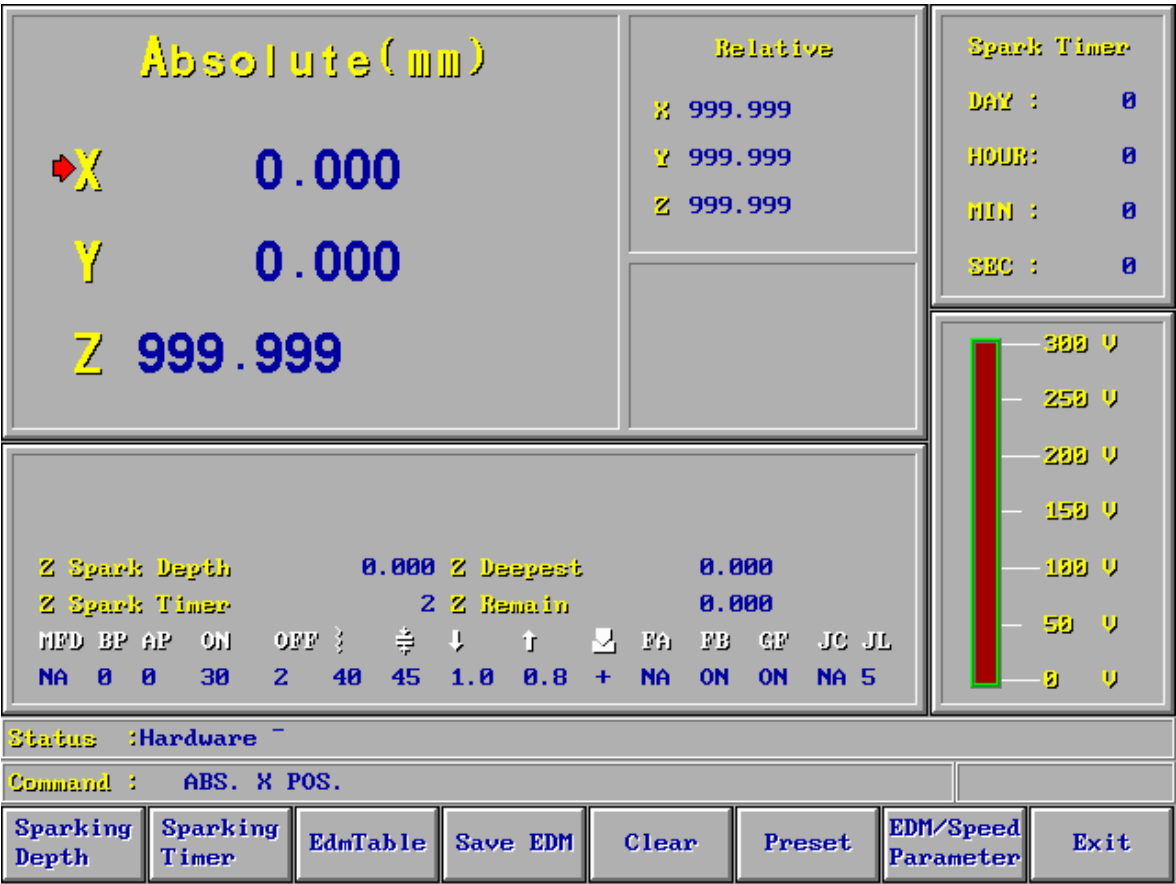 Absolute(mm)
X 0.000
Y 0.000
Z 999.999
Relative
X 999.999
Y 999.999
Z 999.999
Spark Timer
DAY : 0
HOUR: 0
MIN : 0
SEC : 0
300 V
250 V
200 V
150 V
100 V
50 V
0 V
Z Spark Depth 0.000 Z Deepest 0.000
Z Spark Timer 2 Z Remain 0.000
MFD BP AP ON OFF FA FB GF JC JL
NA 0 0 30 2 40 45 1.0 0.8 + NA ON ON NA 5
Status :Hardware ¯
Command : ABS. X POS.
Sparking Depth
Sparking Timer
EdmTable
Save EDM
Clear
Preset
EDM/Speed Parameter
Exit